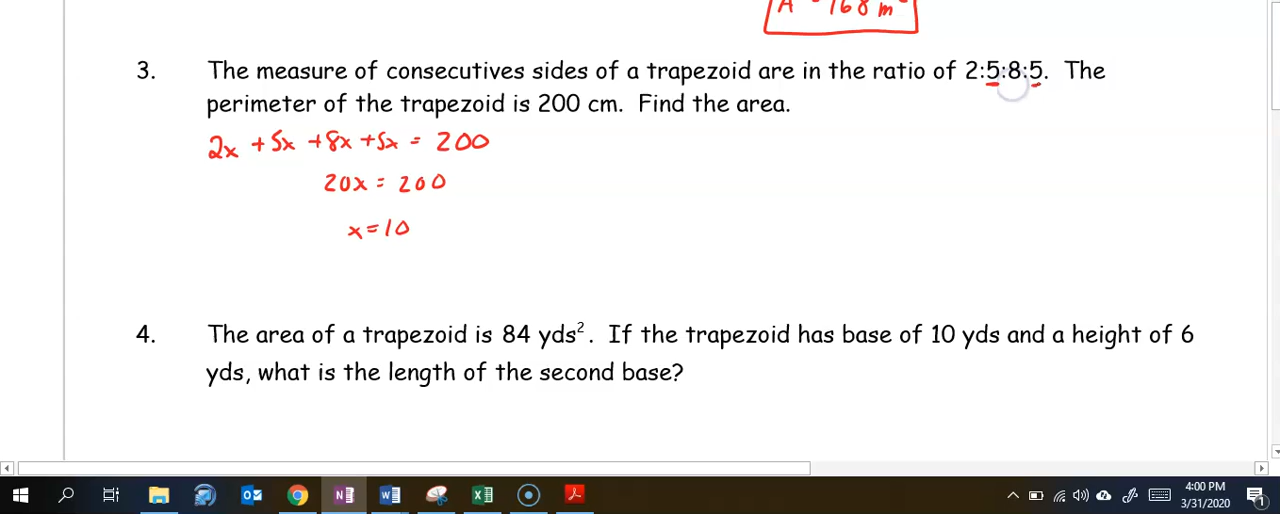 A = 168 m
3. The measure of consecutives sides of a trapezoid are in the ratio of 2:5:8:5. The
perimeter of the trapezoid is 200 cm. Find the area.
2x + 5x + 8x + 5x = 200
20x = 200
x = 10
4. The area of a trapezoid is 84 yds². If the trapezoid has base of 10 yds and a height of 6
yds, what is the length of the second base?
4:00 PM
3/31/2020